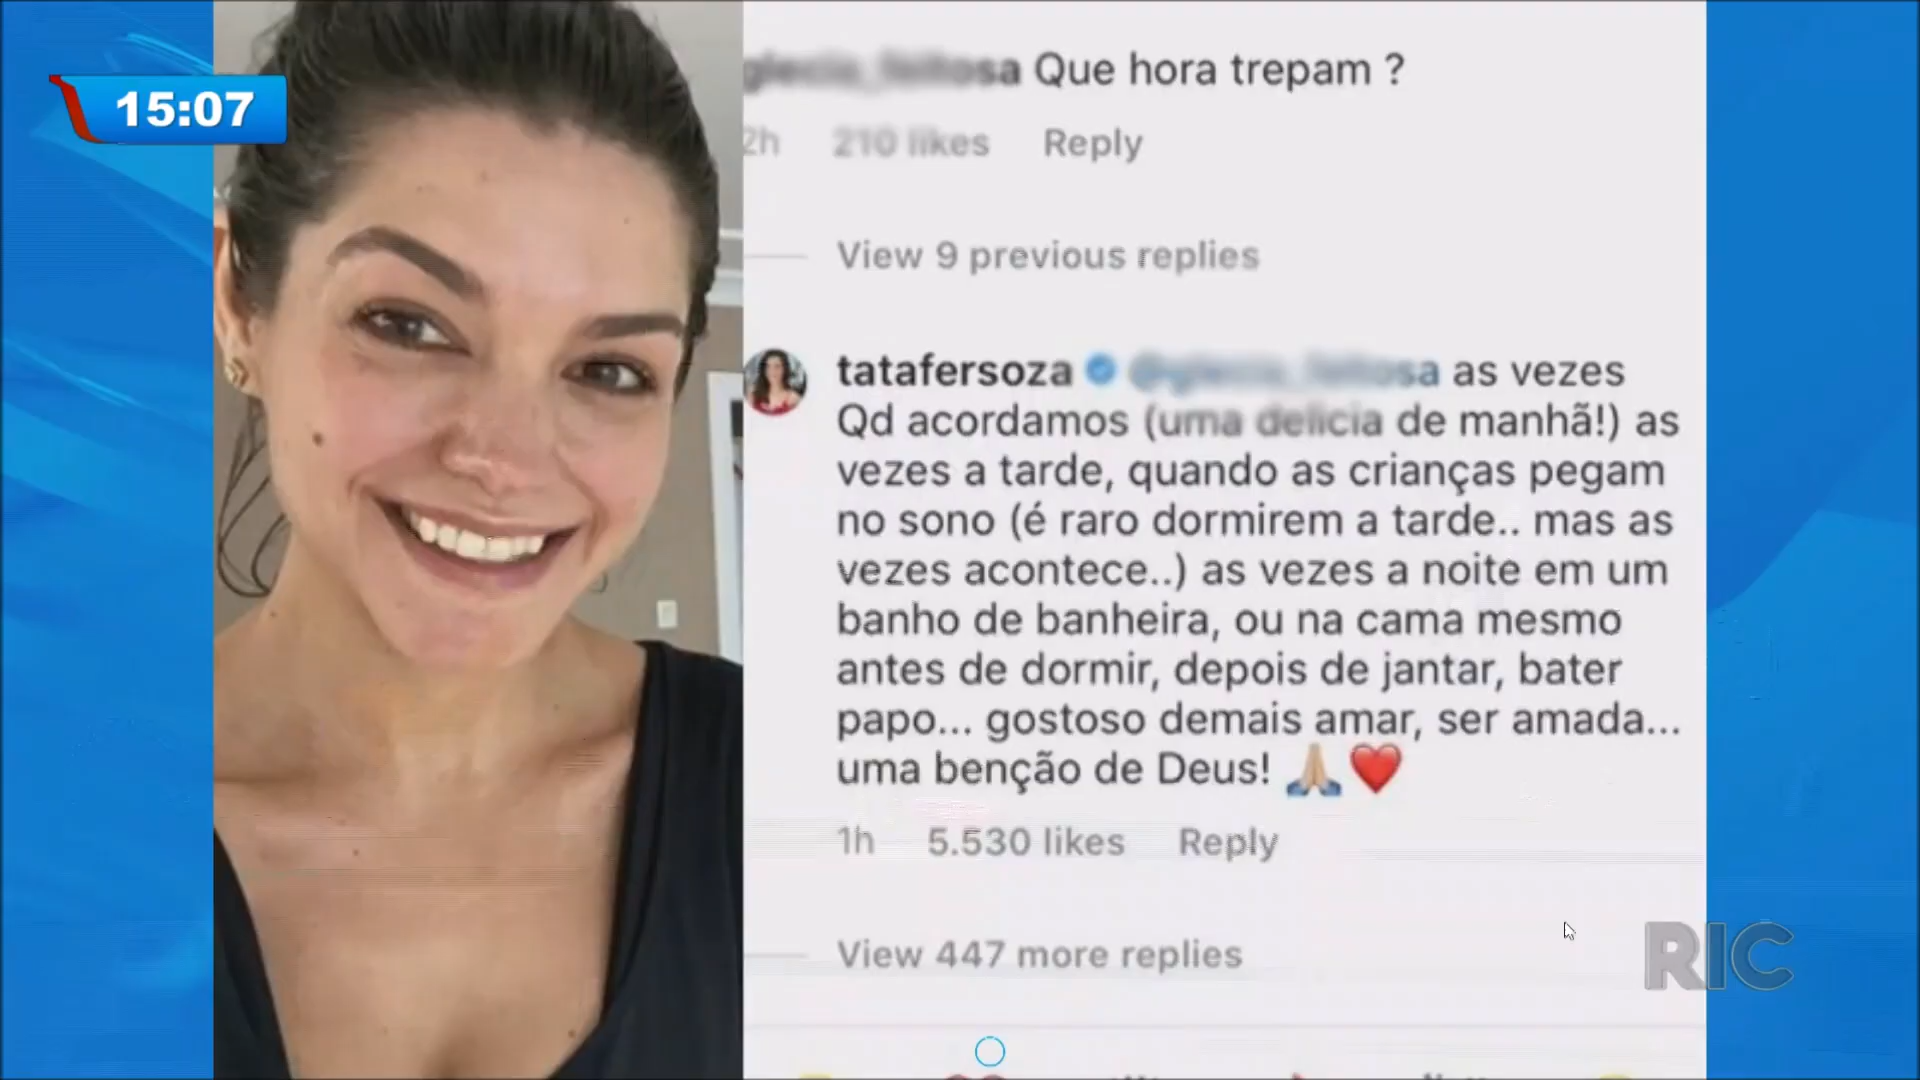 15:07
Que hora trepam ?
2h 210 likes Reply
View 9 previous replies
tatafersoza as vezes
Qd acordamos (uma delicia de manhã!) as
vezes a tarde, quando as crianças pegam
no sono (é raro dormirem a tarde.. mas as
vezes acontece..) as vezes a noite em um
banho de banheira, ou na cama mesmo
antes de dormir, depois de jantar, bater
papo... gostoso demais amar, ser amada...
uma benção de Deus! 🙏🏼❤️
1h 5.530 likes Reply
View 447 more replies
RIC